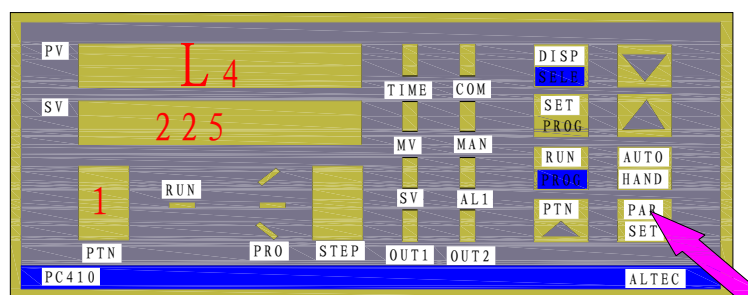 PV L 4
SV 225
TIME COM
MV MAN
SV AL1
OUT1 OUT2
1 RUN
PTN PRO STEP
DISP
SELE
SET
PROG
RUN AUTO
PROG HAND
PTN PAR
SET
PC410 ALTEC